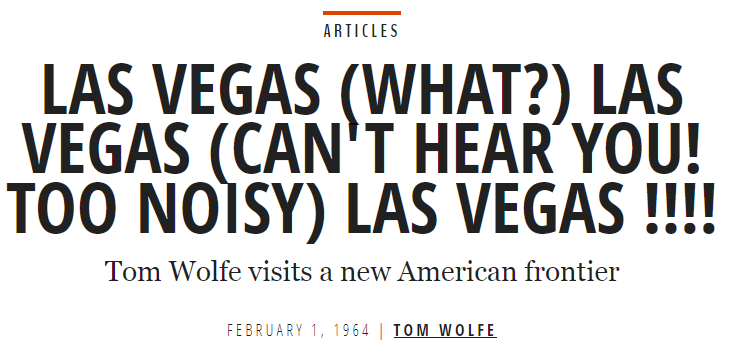 ARTICLES
LAS VEGAS (WHAT?) LAS
VEGAS (CAN'T HEAR YOU!
TOO NOISY) LAS VEGAS !!!!
Tom Wolfe visits a new American frontier
FEBRUARY 1, 1964 | TOM WOLFE